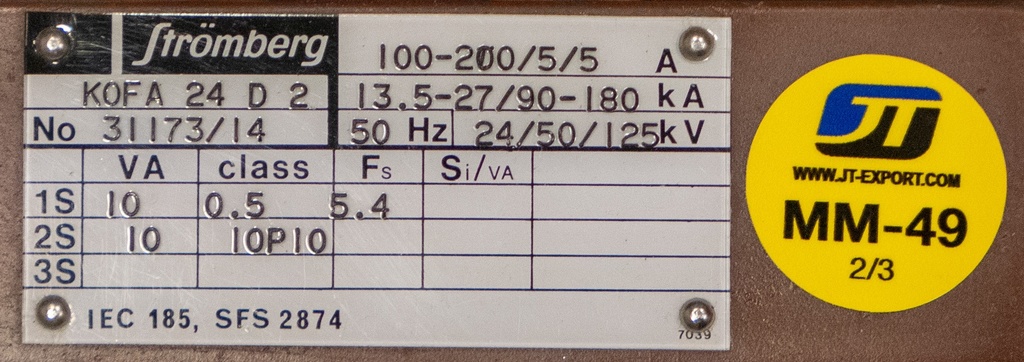 Strömberg
100-200/5/5 A
KOFA 24 D 2
13.5-27/90-180 kA
No 31173/14
50 Hz
24/50/125kV
VA class Fs Si/VA
1S 10 0.5 5.4
2S 10 10P10
3S
IEC 185, SFS 2874
7039
JT
WWW.JT-EXPORT.COM
MM-49
2/3